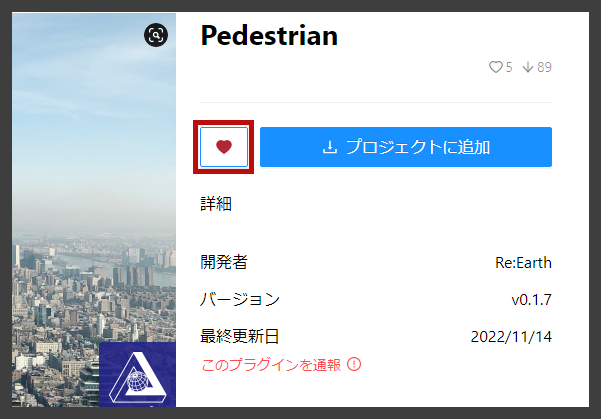 Pedestrian
5 89
プロジェクトに追加
詳細
開発者 Re:Earth
バージョン v0.1.7
最終更新日 2022/11/14
このプラグインを通報